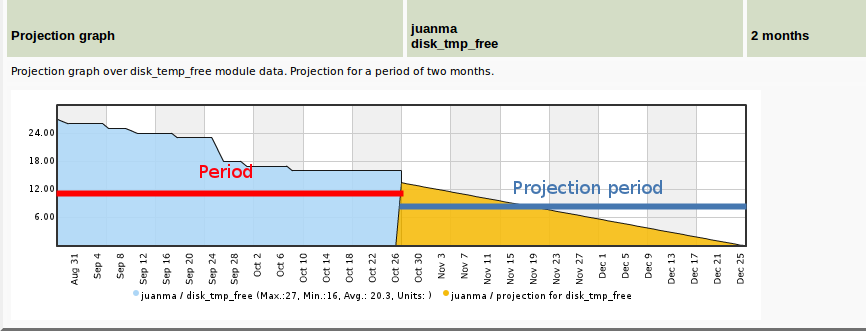 Projection graph
juanma
disk_tmp_free
2 months
Projection graph over disk_temp_free module data. Projection for a period of two months.
24.00
18.00
12.00
6.00
Period
Projection period
Aug 31
Sep 4
Sep 8
Sep 12
Sep 16
Sep 20
Sep 24
Sep 28
Oct 2
Oct 6
Oct 10
Oct 14
Oct 18
Oct 22
Oct 26
Oct 30
Nov 3
Nov 7
Nov 11
Nov 15
Nov 19
Nov 23
Nov 27
Dec 1
Dec 5
Dec 9
Dec 13
Dec 17
Dec 21
Dec 25
juanma / disk_tmp_free (Max.:27, Min.:16, Avg.: 20.3, Units: )
juanma / projection for disk_tmp_free